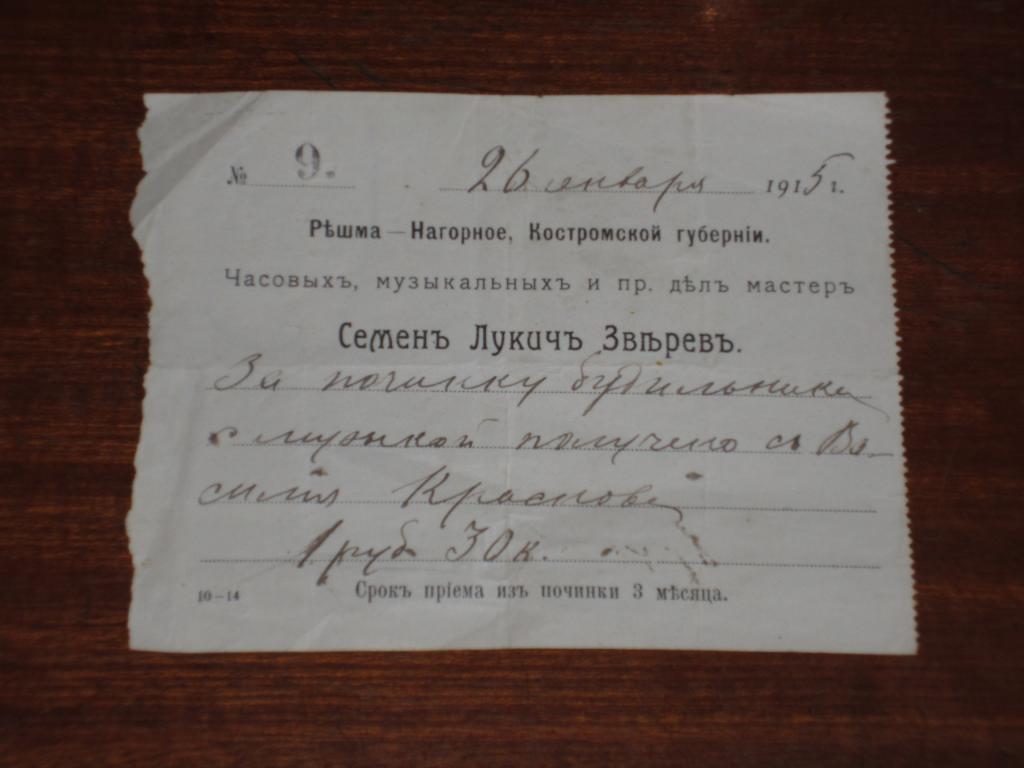 № 9. 26 января 1915 г.
Рѣшма — Нагорное, Костромской губерніи.
Часовыхъ, музыкальныхъ и пр. дѣлъ мастеръ
Семенъ Лукичъ Звѣревъ.
За починку будильника
с музыкой получено съ Ва-
силия Краснова
1 руб 30 к.
10—14 Срокъ пріема изъ починки 3 мѣсяца.